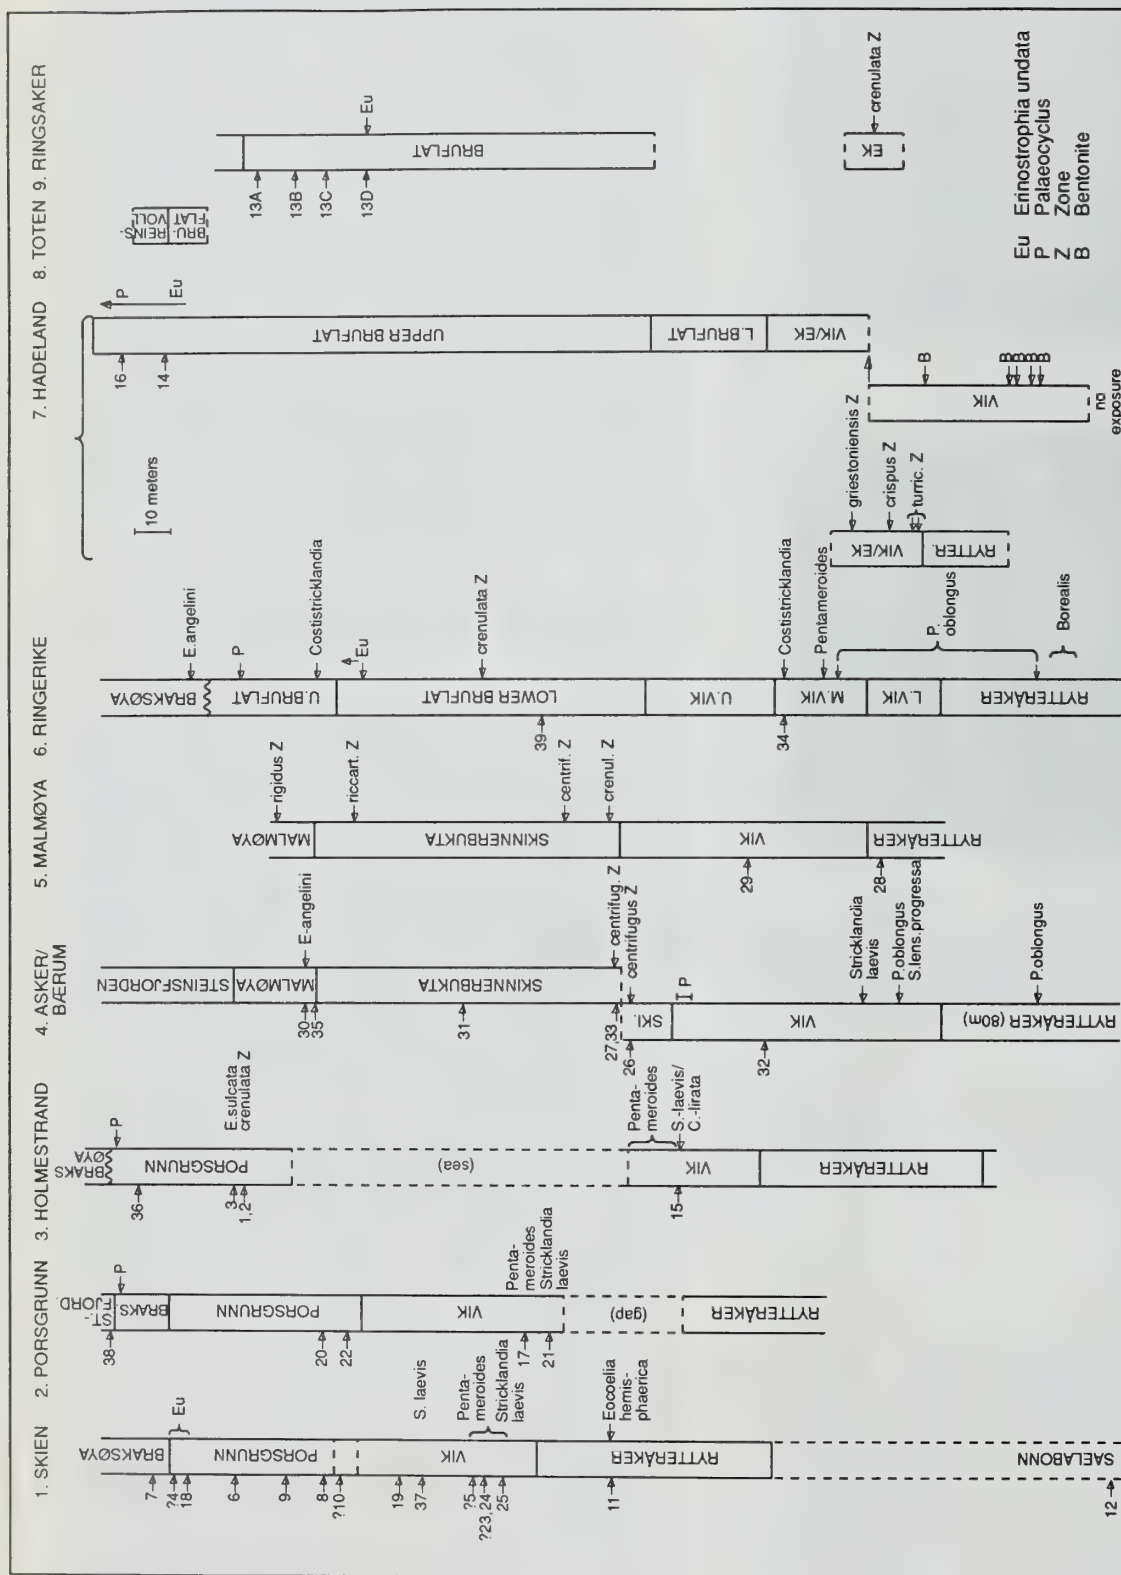 1. SKIEN
BRAKSØYA
PORSGRUNN
VIK
RYTTERÅKER
SAELABONN
7
?4
18
6
9
8
?10
19
37
?5
?23,24
25
11
12
Eu
S. laevis
Penta-
meroides
Stricklandia
laevis
Eocoelia
hemis-
phaerica
2. PORSGRUNN
ST.-
FJORD.
BRAKS.
PORSGRUNN
VIK
(gap)
RYTTERÅKER
38
20
22
17
21
P
Penta-
meroides
Stricklandia
laevis
3. HOLMESTRAND
BRAKS
ØYA
PORSGRUNN
(sea)
VIK
RYTTERÅKER
36
3
1,2
15
P
E.sulcata
crenulata Z
Penta-
meroides
S.-laevis/
C.-lirata
4. ASKER/
BÆRUM
STEINSFJORDEN
MALMØYA
SKINNERBUKTA
SKI.
VIK
RYTTERÅKER (80m)
30
35
31
27,33
26
32
E-angelini
centrifug. Z
centrifugus Z
P
Stricklandia
laevis
P.oblongus
S.lens.progressa
P.oblongus
5. MALMØYA
MALMØYA
SKINNERBUKTA
VIK
RYTTERÅKER
29
28
rigidus Z
riccart. Z
centrif. Z
crenul. Z
6. RINGERIKE
BRAKSØYA
U.BRUFLAT
LOWER BRUFLAT
U.VIK
M.VIK
L.VIK
RYTTERÅKER
39
34
E.angelini
P
Costistricklandia
Eu
crenulata Z
Costistricklandia
Pentameroides
P.
oblongus
Borealis
10 meters
7. HADELAND
UPPER BRUFLAT
L.BRUFLAT
VIK/EK
VIK
no
exposure
16
14
P
Eu
B
B
B
B
B
VIK/EK
RYTTER.
griestoniensis Z
crispus Z
turric. Z
8. TOTEN
REINS-
VOLL
BRU-
FLAT
9. RINGSAKER
BRUFLAT
EK
13A
13B
13C
13D
Eu
crenulata Z
Eu Erinostrophia undata
P Palaeocyclus
Z Zone
B Bentonite